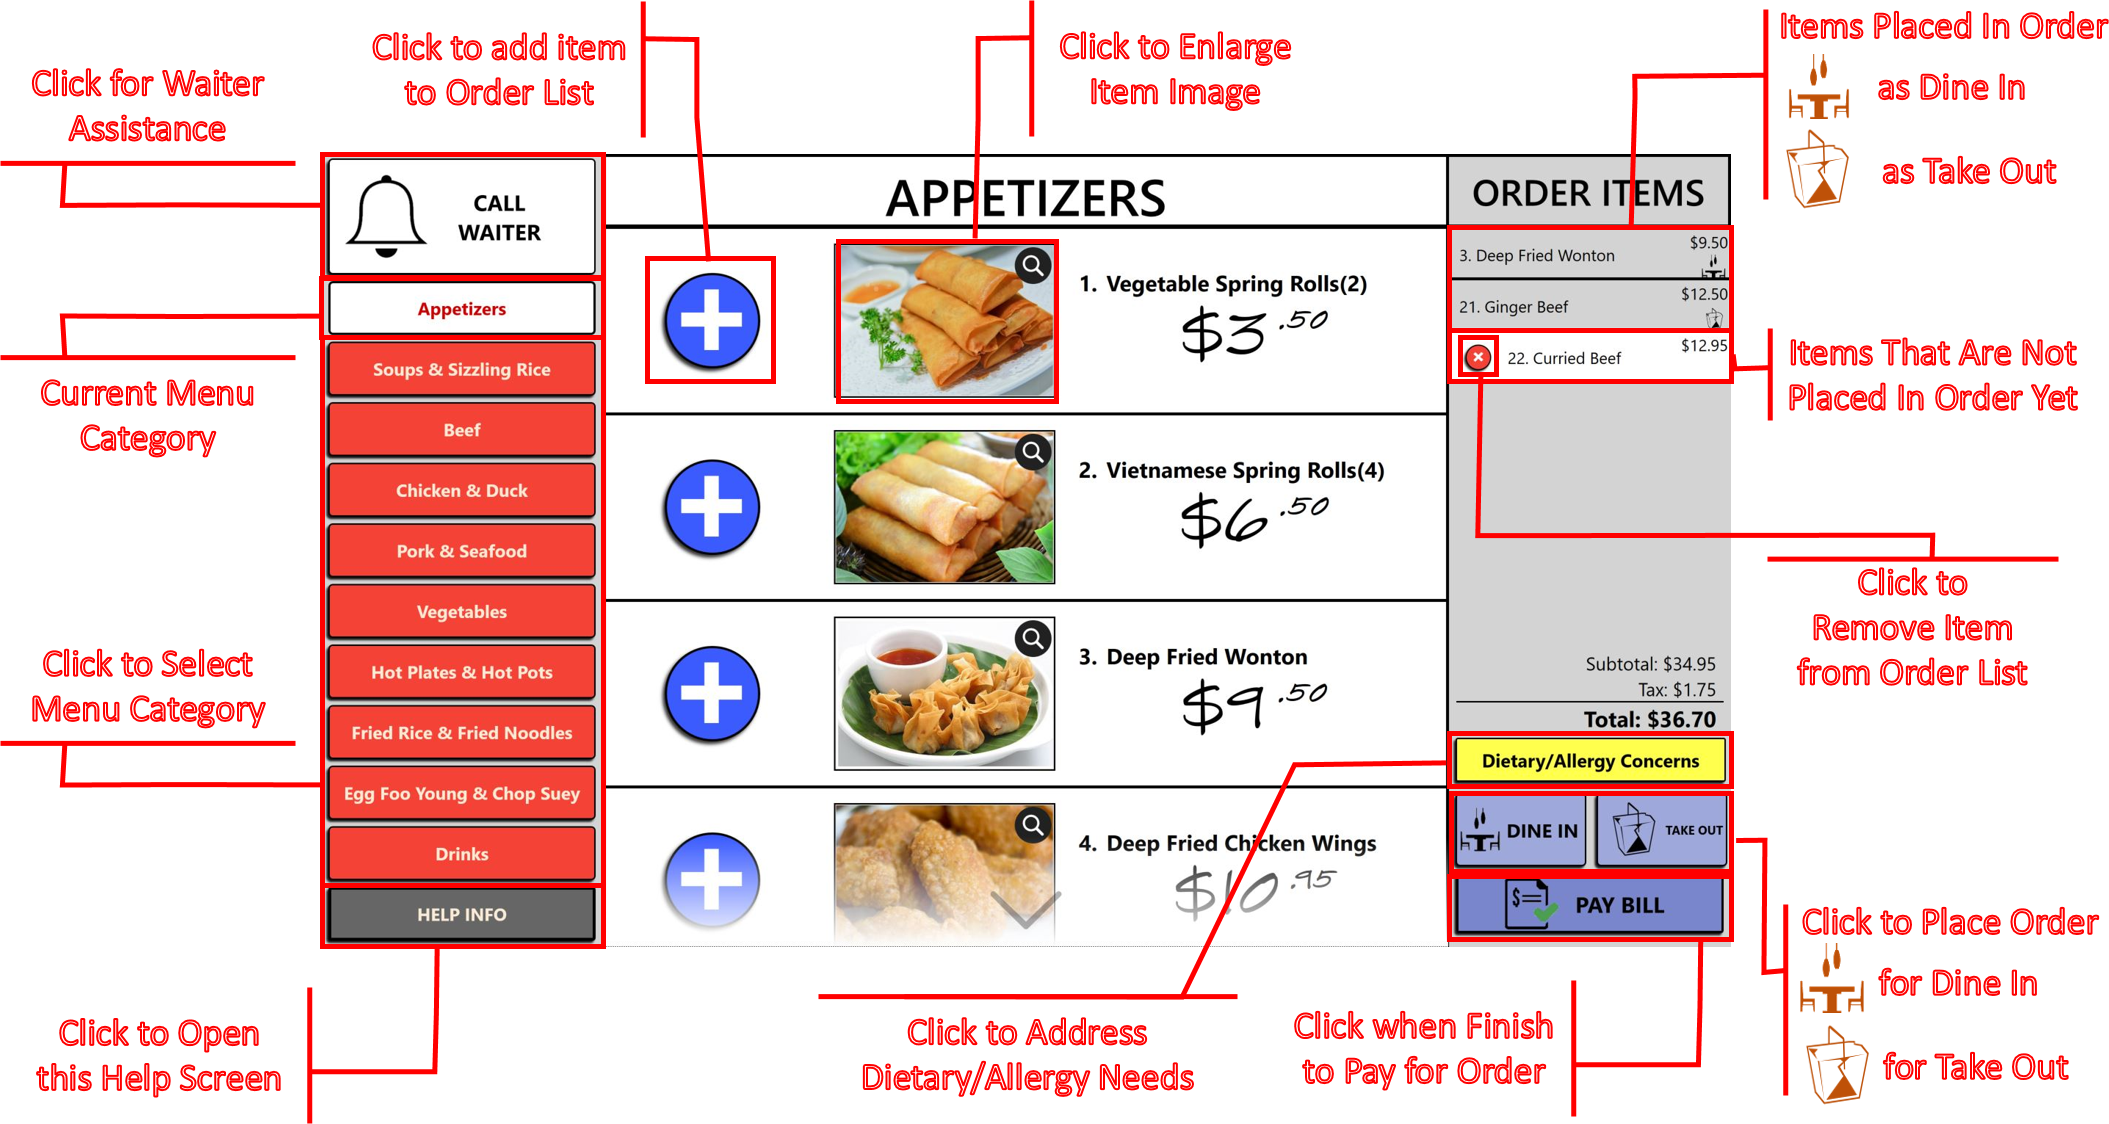 Click for Waiter
Assistance
Click to add item
to Order List
Click to Enlarge
Item Image
Items Placed In Order
as Dine In
as Take Out
CALL
WAITER
Appetizers
Soups & Sizzling Rice
Beef
Chicken & Duck
Pork & Seafood
Vegetables
Hot Plates & Hot Pots
Fried Rice & Fried Noodles
Egg Foo Young & Chop Suey
Drinks
HELP INFO
Current Menu
Category
Click to Select
Menu Category
Click to Open
this Help Screen
APPETIZERS
1. Vegetable Spring Rolls(2)
$3.50
2. Vietnamese Spring Rolls(4)
$6.50
3. Deep Fried Wonton
$9.50
4. Deep Fried Chicken Wings
$10.95
ORDER ITEMS
3. Deep Fried Wonton $9.50
21. Ginger Beef $12.50
22. Curried Beef $12.95
Subtotal: $34.95
Tax: $1.75
Total: $36.70
Dietary/Allergy Concerns
DINE IN
TAKE OUT
$= PAY BILL
Items That Are Not
Placed In Order Yet
Click to
Remove Item
from Order List
Click to Address
Dietary/Allergy Needs
Click when Finish
to Pay for Order
Click to Place Order
for Dine In
for Take Out